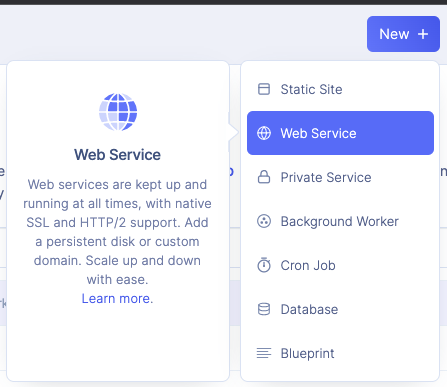 New +
Static Site
Web Service
Web Service
Private Service
Web services are kept up and
running at all times, with native
SSL and HTTP/2 support. Add
a persistent disk or custom
domain. Scale up and down
with ease.
Learn more.
Background Worker
Cron Job
Database
Blueprint